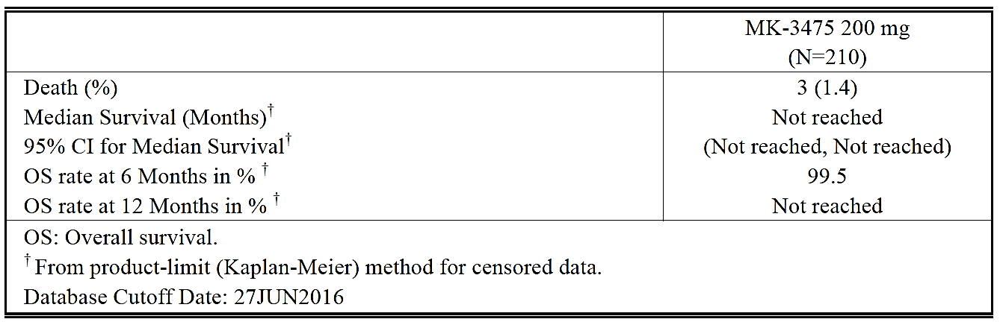 MK-3475 200 mg
(N=210)
Death (%) 3 (1.4)
Median Survival (Months)† Not reached
95% CI for Median Survival† (Not reached, Not reached)
OS rate at 6 Months in % † 99.5
OS rate at 12 Months in % † Not reached
OS: Overall survival.
† From product-limit (Kaplan-Meier) method for censored data.
Database Cutoff Date: 27JUN2016